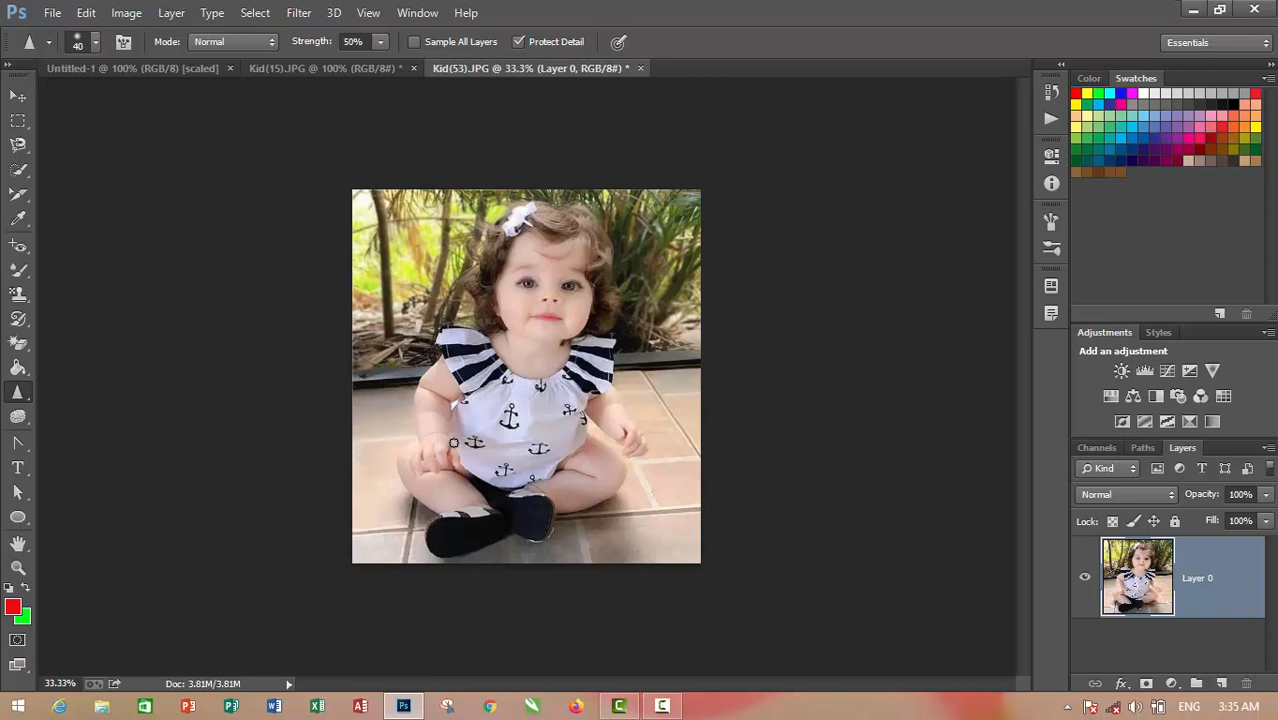 Ps File Edit Image Layer Type Select Filter 3D View Window Help
40 Mode: Normal Strength: 50% Sample All Layers Protect Detail Essentials
Untitled-1 @ 100% (RGB/8) [scaled] × Kid(15).JPG @ 100% (RGB/8#) * × Kid(53).JPG @ 33.3% (Layer 0, RGB/8#) * ×
Color Swatches
Adjustments Styles
Add an adjustment
Channels Paths Layers
Kind
Normal Opacity: 100%
Lock: Fill: 100%
Layer 0
33.33% Doc: 3.81M/3.81M
ENG 3:35 AM